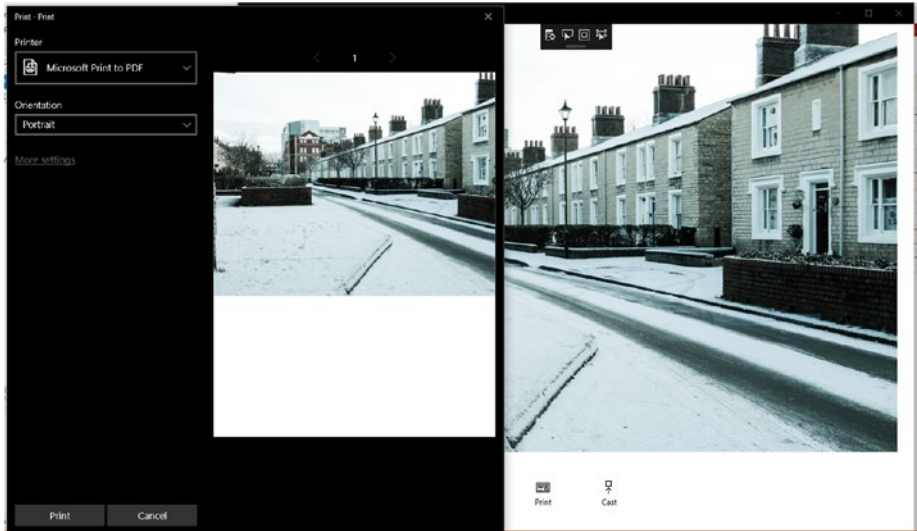 Print - Print
Printer
Microsoft Print to PDF
Orientation
Portrait
More settings
1
Print
Cancel
Print
Cast